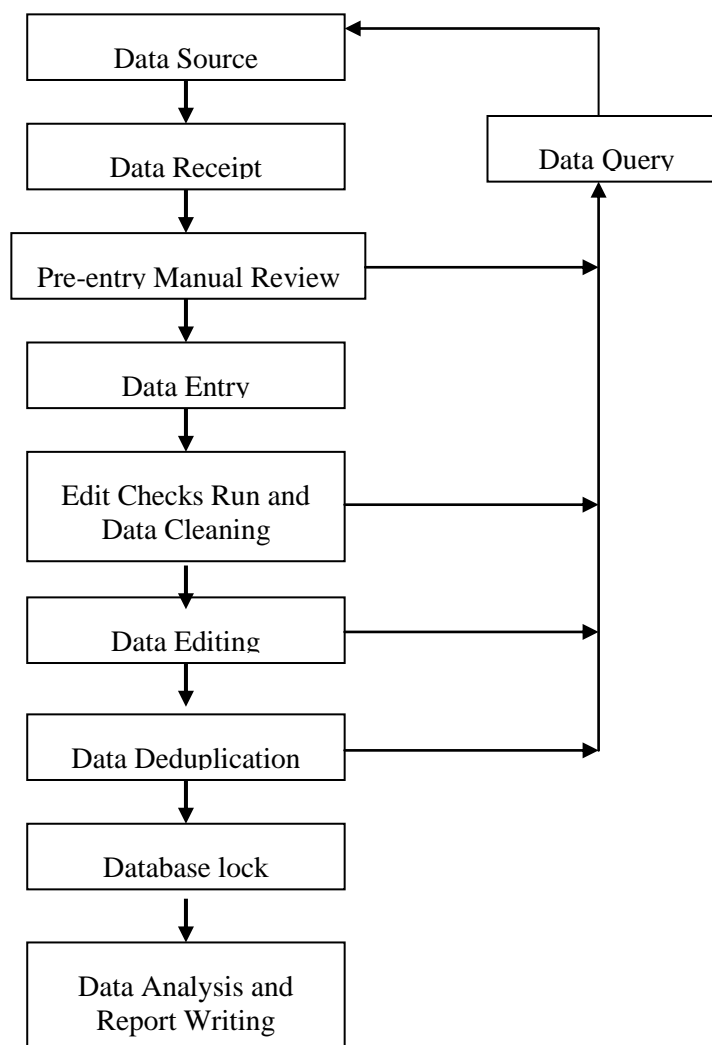 Data Source
Data Receipt
Data Query
Pre-entry Manual Review
Data Entry
Edit Checks Run and
Data Cleaning
Data Editing
Data Deduplication
Database lock
Data Analysis and
Report Writing